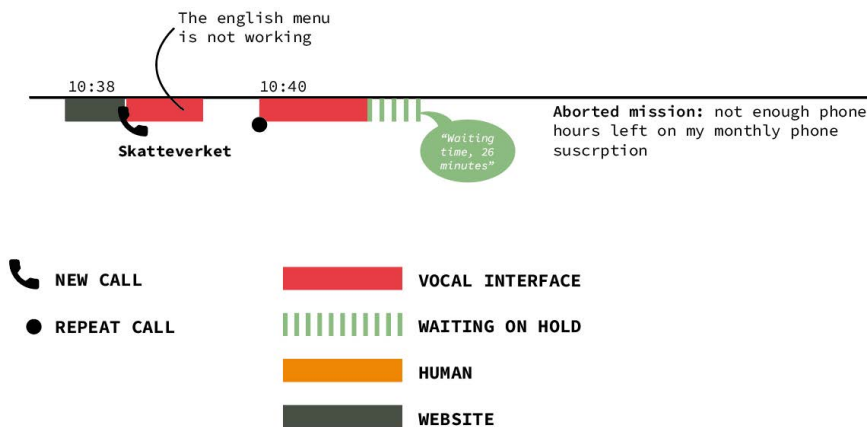 The english menu
is not working
10:38
10:40
Skatteverket
"Waiting
time, 26
minutes"
Aborted mission: not enough phone
hours left on my monthly phone
suscrption
NEW CALL
REPEAT CALL
VOCAL INTERFACE
WAITING ON HOLD
HUMAN
WEBSITE